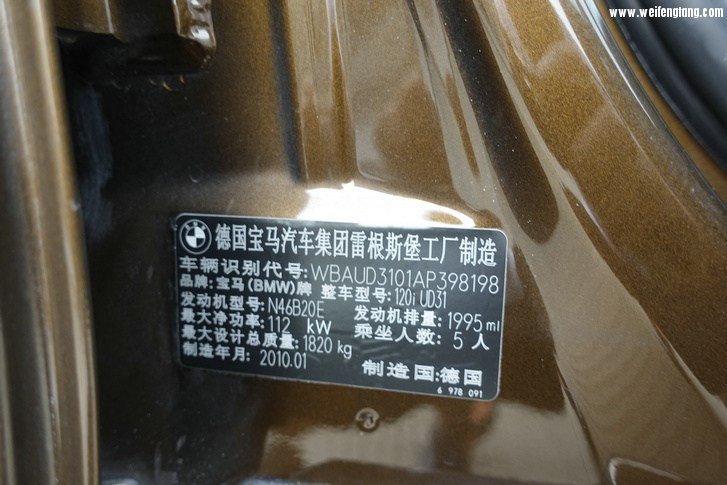 www.weifengtang.com
德国宝马汽车集团雷根斯堡工厂制造
车辆识别代号:WBAUD3101AP398198
品牌:宝马(BMW)牌 整车型号:120i UD31
发动机型号:N46B20E 发动机排量:1995 ml
最大净功率:112 kW 乘坐人数:5 人
最大设计总质量:1820 kg
制造年月:2010.01
制造国:德国
6 978 091